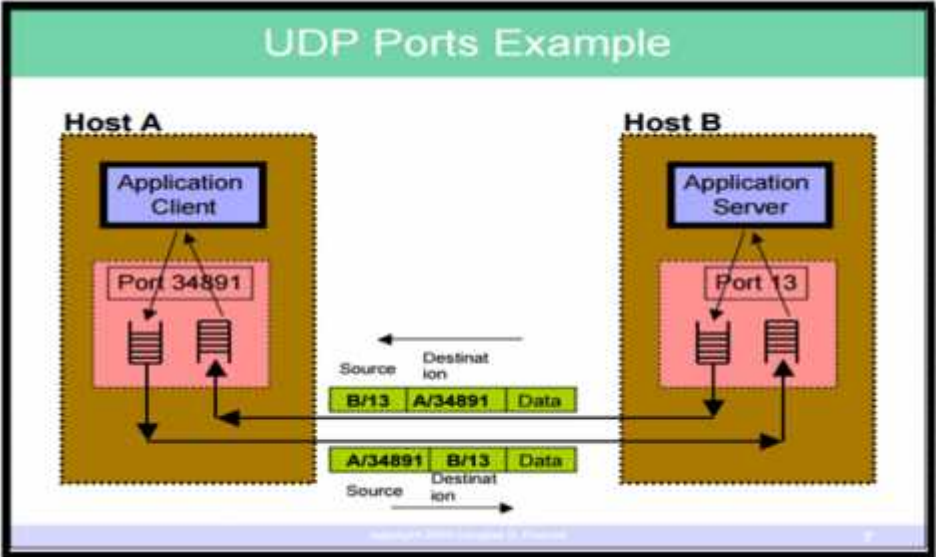 UDP Ports Example
Host A
Host B
Application
Client
Application
Server
Port 34891
Port 13
Source
Destinat
ion
B/13 A/34891 Data
A/34891 B/13 Data
Source
Destinat
ion